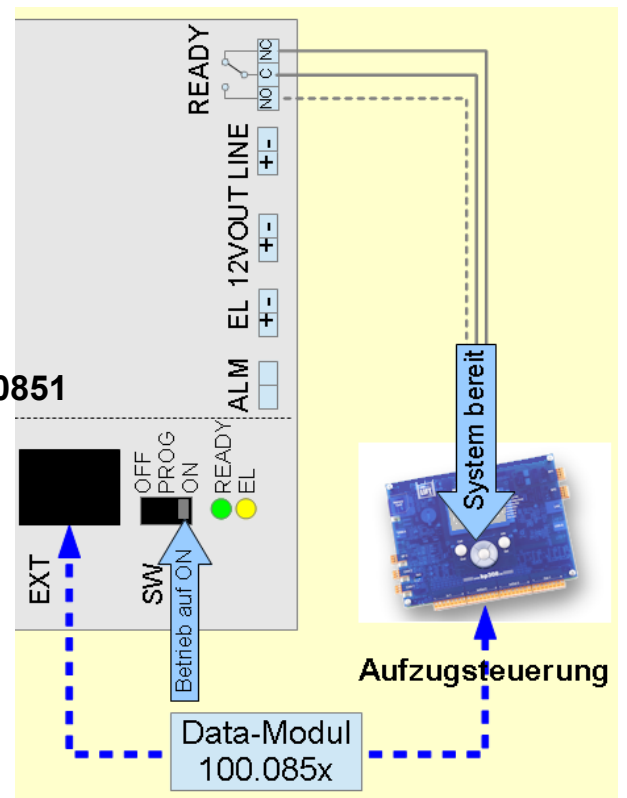 READY
NC
C
NO
LINE
+ -
12VOUT
+ -
EL
+ -
ALM
0851
OFF
PROG
ON
READY
EL
EXT
SW
Betrieb auf ON
System bereit
Aufzugsteuerung
Data-Modul
100.085x